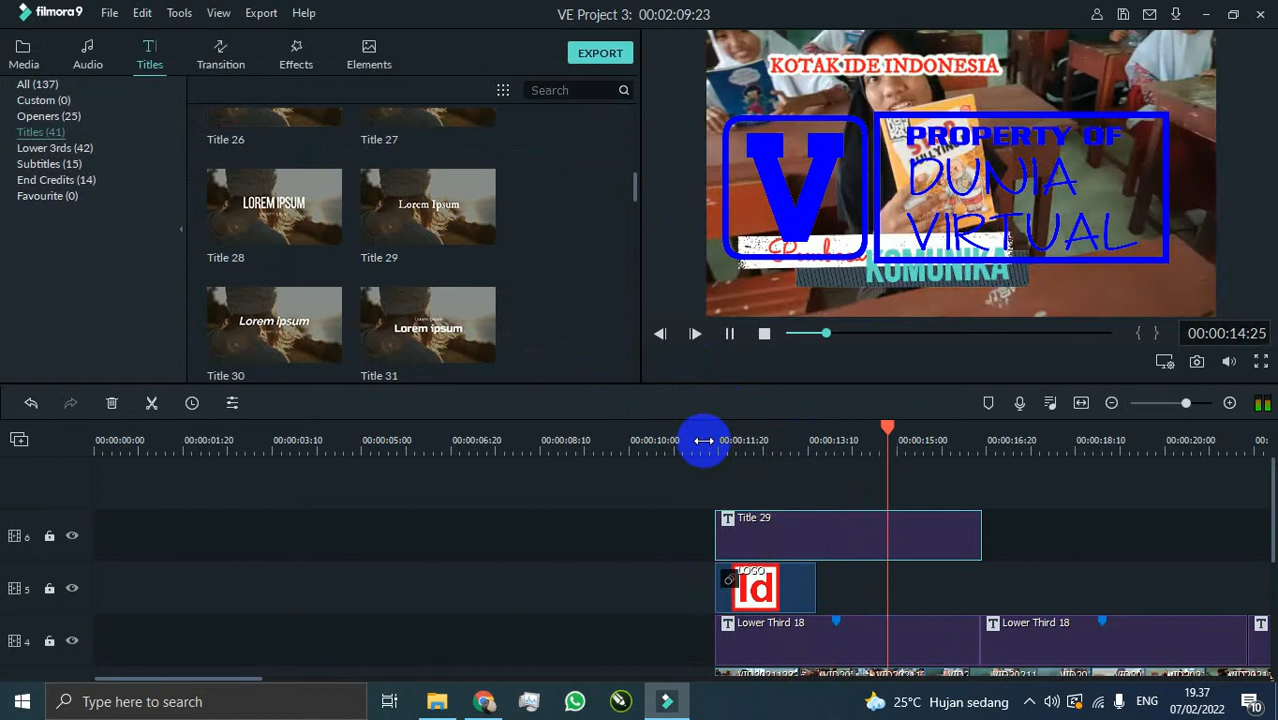 filmora9 File Edit Tools View Export Help VE Project 3: 00:02:09:23
Media Audio Titles Transition Effects Elements EXPORT
All (137)
Custom (0)
Openers (25)
Titles (41)
Lower 3rds (42)
Subtitles (15)
End Credits (14)
Favourite (0)
Search
Title 26 Title 27
LOREM IPSUM Lorem Ipsum
Title 28 Title 29
Lorem ipsum Lorem ipsum
Title 30 Title 31
KOTAK IDE INDONESIA
STOP
BULLYING
V PROPERTY OF
DUNIA
VIRTUAL
KOMUNIKA
00:00:14:25
00:00:00:00 00:00:01:20 00:00:03:10 00:00:05:00 00:00:06:20 00:00:08:10 00:00:10:00 00:00:11:20 00:00:13:10 00:00:15:00 00:00:16:20 00:00:18:10 00:00:20:00 00:
6 T Title 29
5 LOGO
Id
4 T Lower Third 18 T Lower Third 18 T
Type here to search
25°C Hujan sedang ENG 19.37
07/02/2022 10